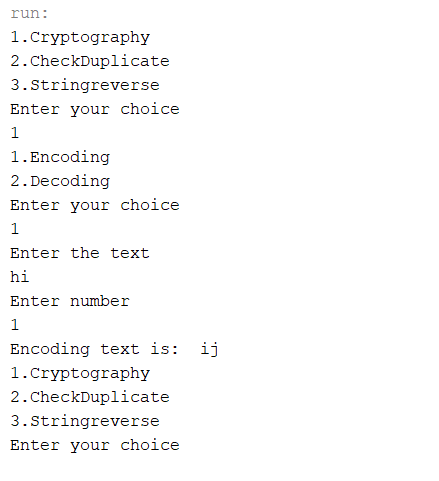 run:
1.Cryptography
2.CheckDuplicate
3.Stringreverse
Enter your choice
1
1.Encoding
2.Decoding
Enter your choice
1
Enter the text
hi
Enter number
1
Encoding text is:  ij
1.Cryptography
2.CheckDuplicate
3.Stringreverse
Enter your choice